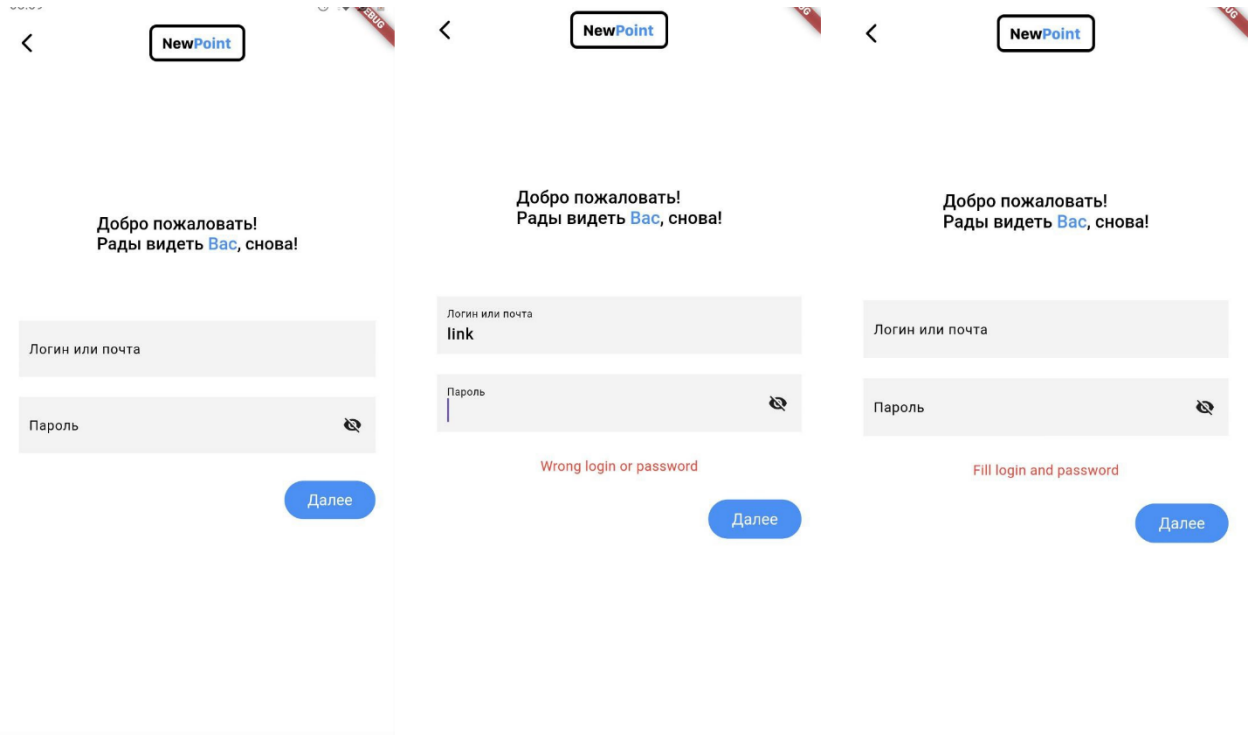 NewPoint
Добро пожаловать!
Рады видеть Вас, снова!
Логин или почта
Пароль
Далее
NewPoint
Добро пожаловать!
Рады видеть Вас, снова!
Логин или почта
link
Пароль
Wrong login or password
Далее
NewPoint
Добро пожаловать!
Рады видеть Вас, снова!
Логин или почта
Пароль
Fill login and password
Далее